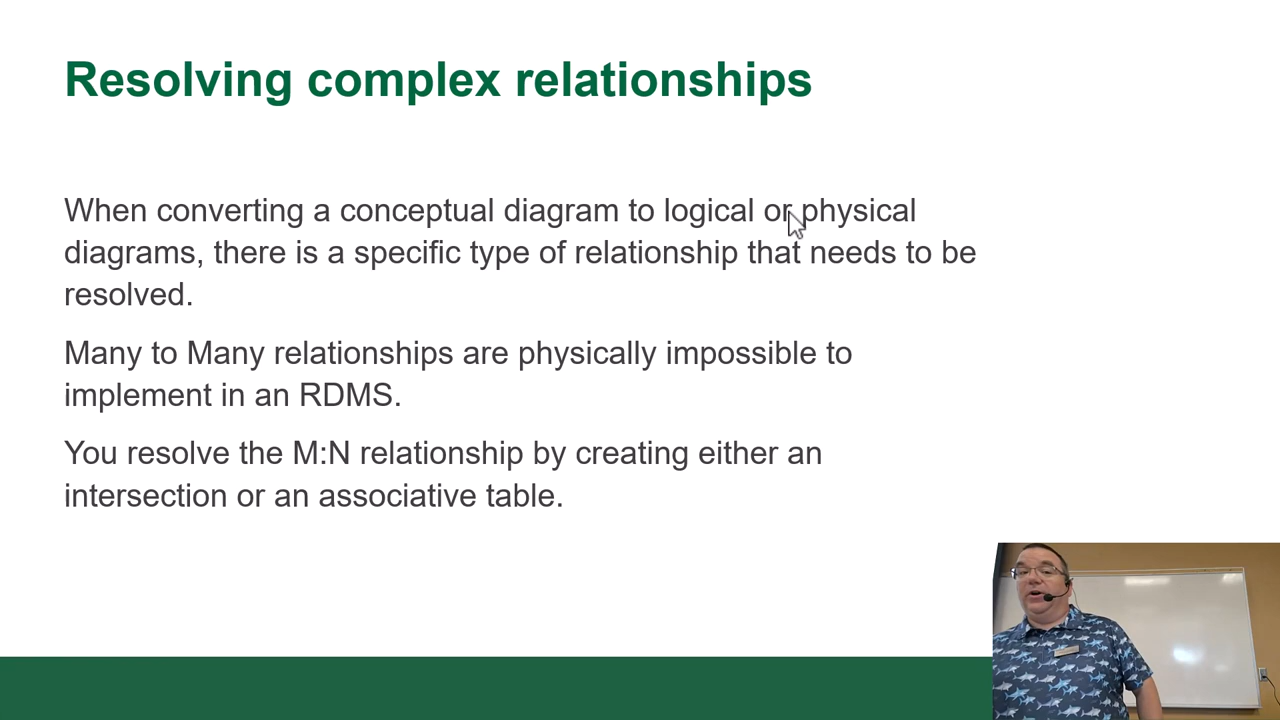 Resolving complex relationships
When converting a conceptual diagram to logical or physical
diagrams, there is a specific type of relationship that needs to be
resolved.
Many to Many relationships are physically impossible to
implement in an RDMS.
You resolve the M:N relationship by creating either an
intersection or an associative table.